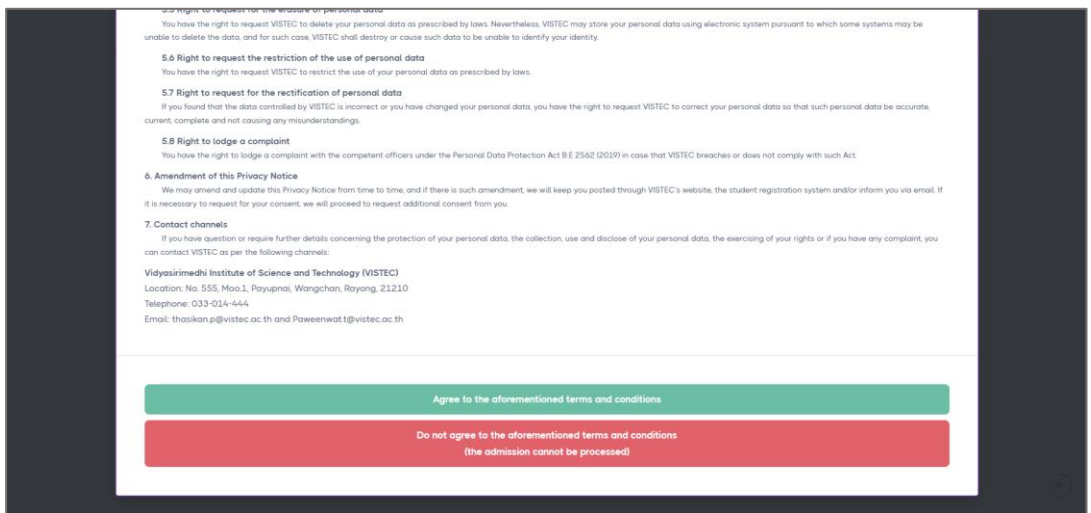 5.5 Right to request for the erasure of personal data
You have the right to request VISTEC to delete your personal data as prescribed by laws. Nevertheless, VISTEC may store your personal data using electronic system pursuant to which some systems may be
unable to delete the data, and for such case, VISTEC shall destroy or cause such data to be unable to identify your identity.
5.6 Right to request the restriction of the use of personal data
You have the right to request VISTEC to restrict the use of your personal data as prescribed by laws.
5.7 Right to request for the rectification of personal data
If you found that the data controlled by VISTEC is incorrect or you have changed your personal data, you have the right to request VISTEC to correct your personal data so that such personal data be accurate,
current, complete and not causing any misunderstandings.
5.8 Right to lodge a complaint
You have the right to lodge a complaint with the competent officers under the Personal Data Protection Act B.E 2562 (2019) in case that VISTEC breaches or does not comply with such Act.
6. Amendment of this Privacy Notice
We may amend and update this Privacy Notice from time to time, and if there is such amendment, we will keep you posted through VISTEC's website, the student registration system and/or inform you via email. If
it is necessary to request for your consent, we will proceed to request additional consent from you.
7. Contact channels
If you have question or require further details concerning the protection of your personal data, the collection, use and disclose of your personal data, the exercising of your rights or if you have any complaint, you
can contact VISTEC as per the following channels:
Vidyasirimedhi Institute of Science and Technology (VISTEC)
Location: No. 555, Moo.1, Payupnai, Wangchan, Rayong, 21210
Telephone: 033-014-444
Email: thasikan.p@vistec.ac.th and Paweenwat.t@vistec.ac.th
Agree to the aforementioned terms and conditions
Do not agree to the aforementioned terms and conditions
(the admission cannot be processed)